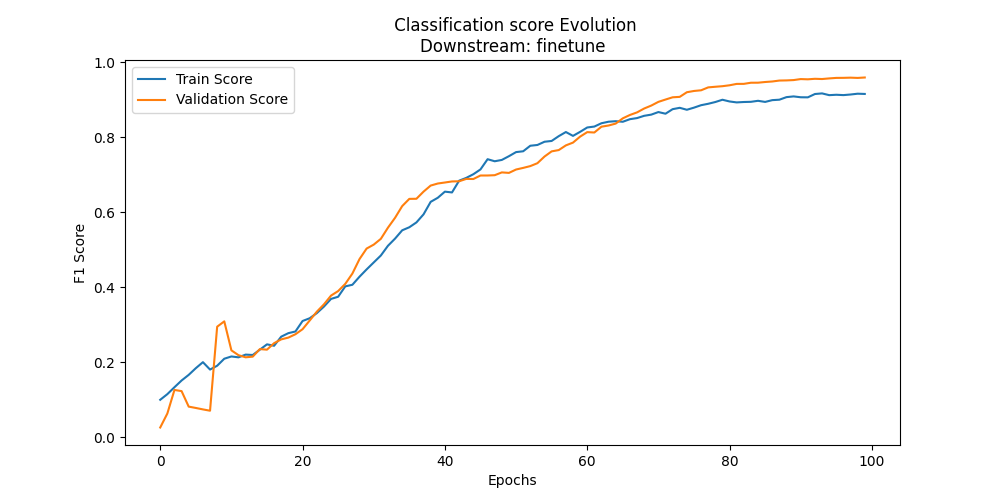 Classification score Evolution
Downstream: finetune
Train Score
Validation Score
F1 Score
1.0
0.8
0.6
0.4
0.2
0.0
0 20 40 60 80 100
Epochs